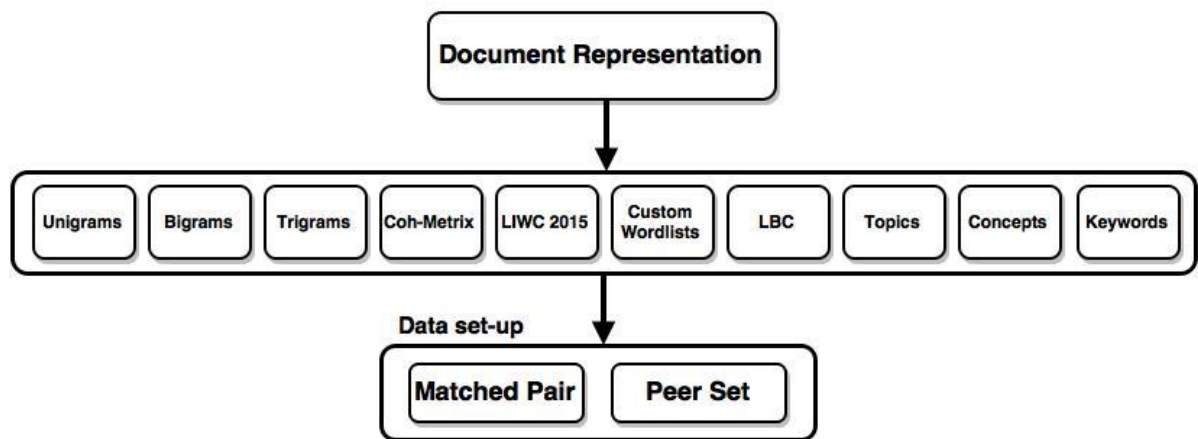 Document Representation
Unigrams
Bigrams
Trigrams
Coh-Metrix
LIWC 2015
Custom
Wordlists
LBC
Topics
Concepts
Keywords
Data set-up
Matched Pair
Peer Set